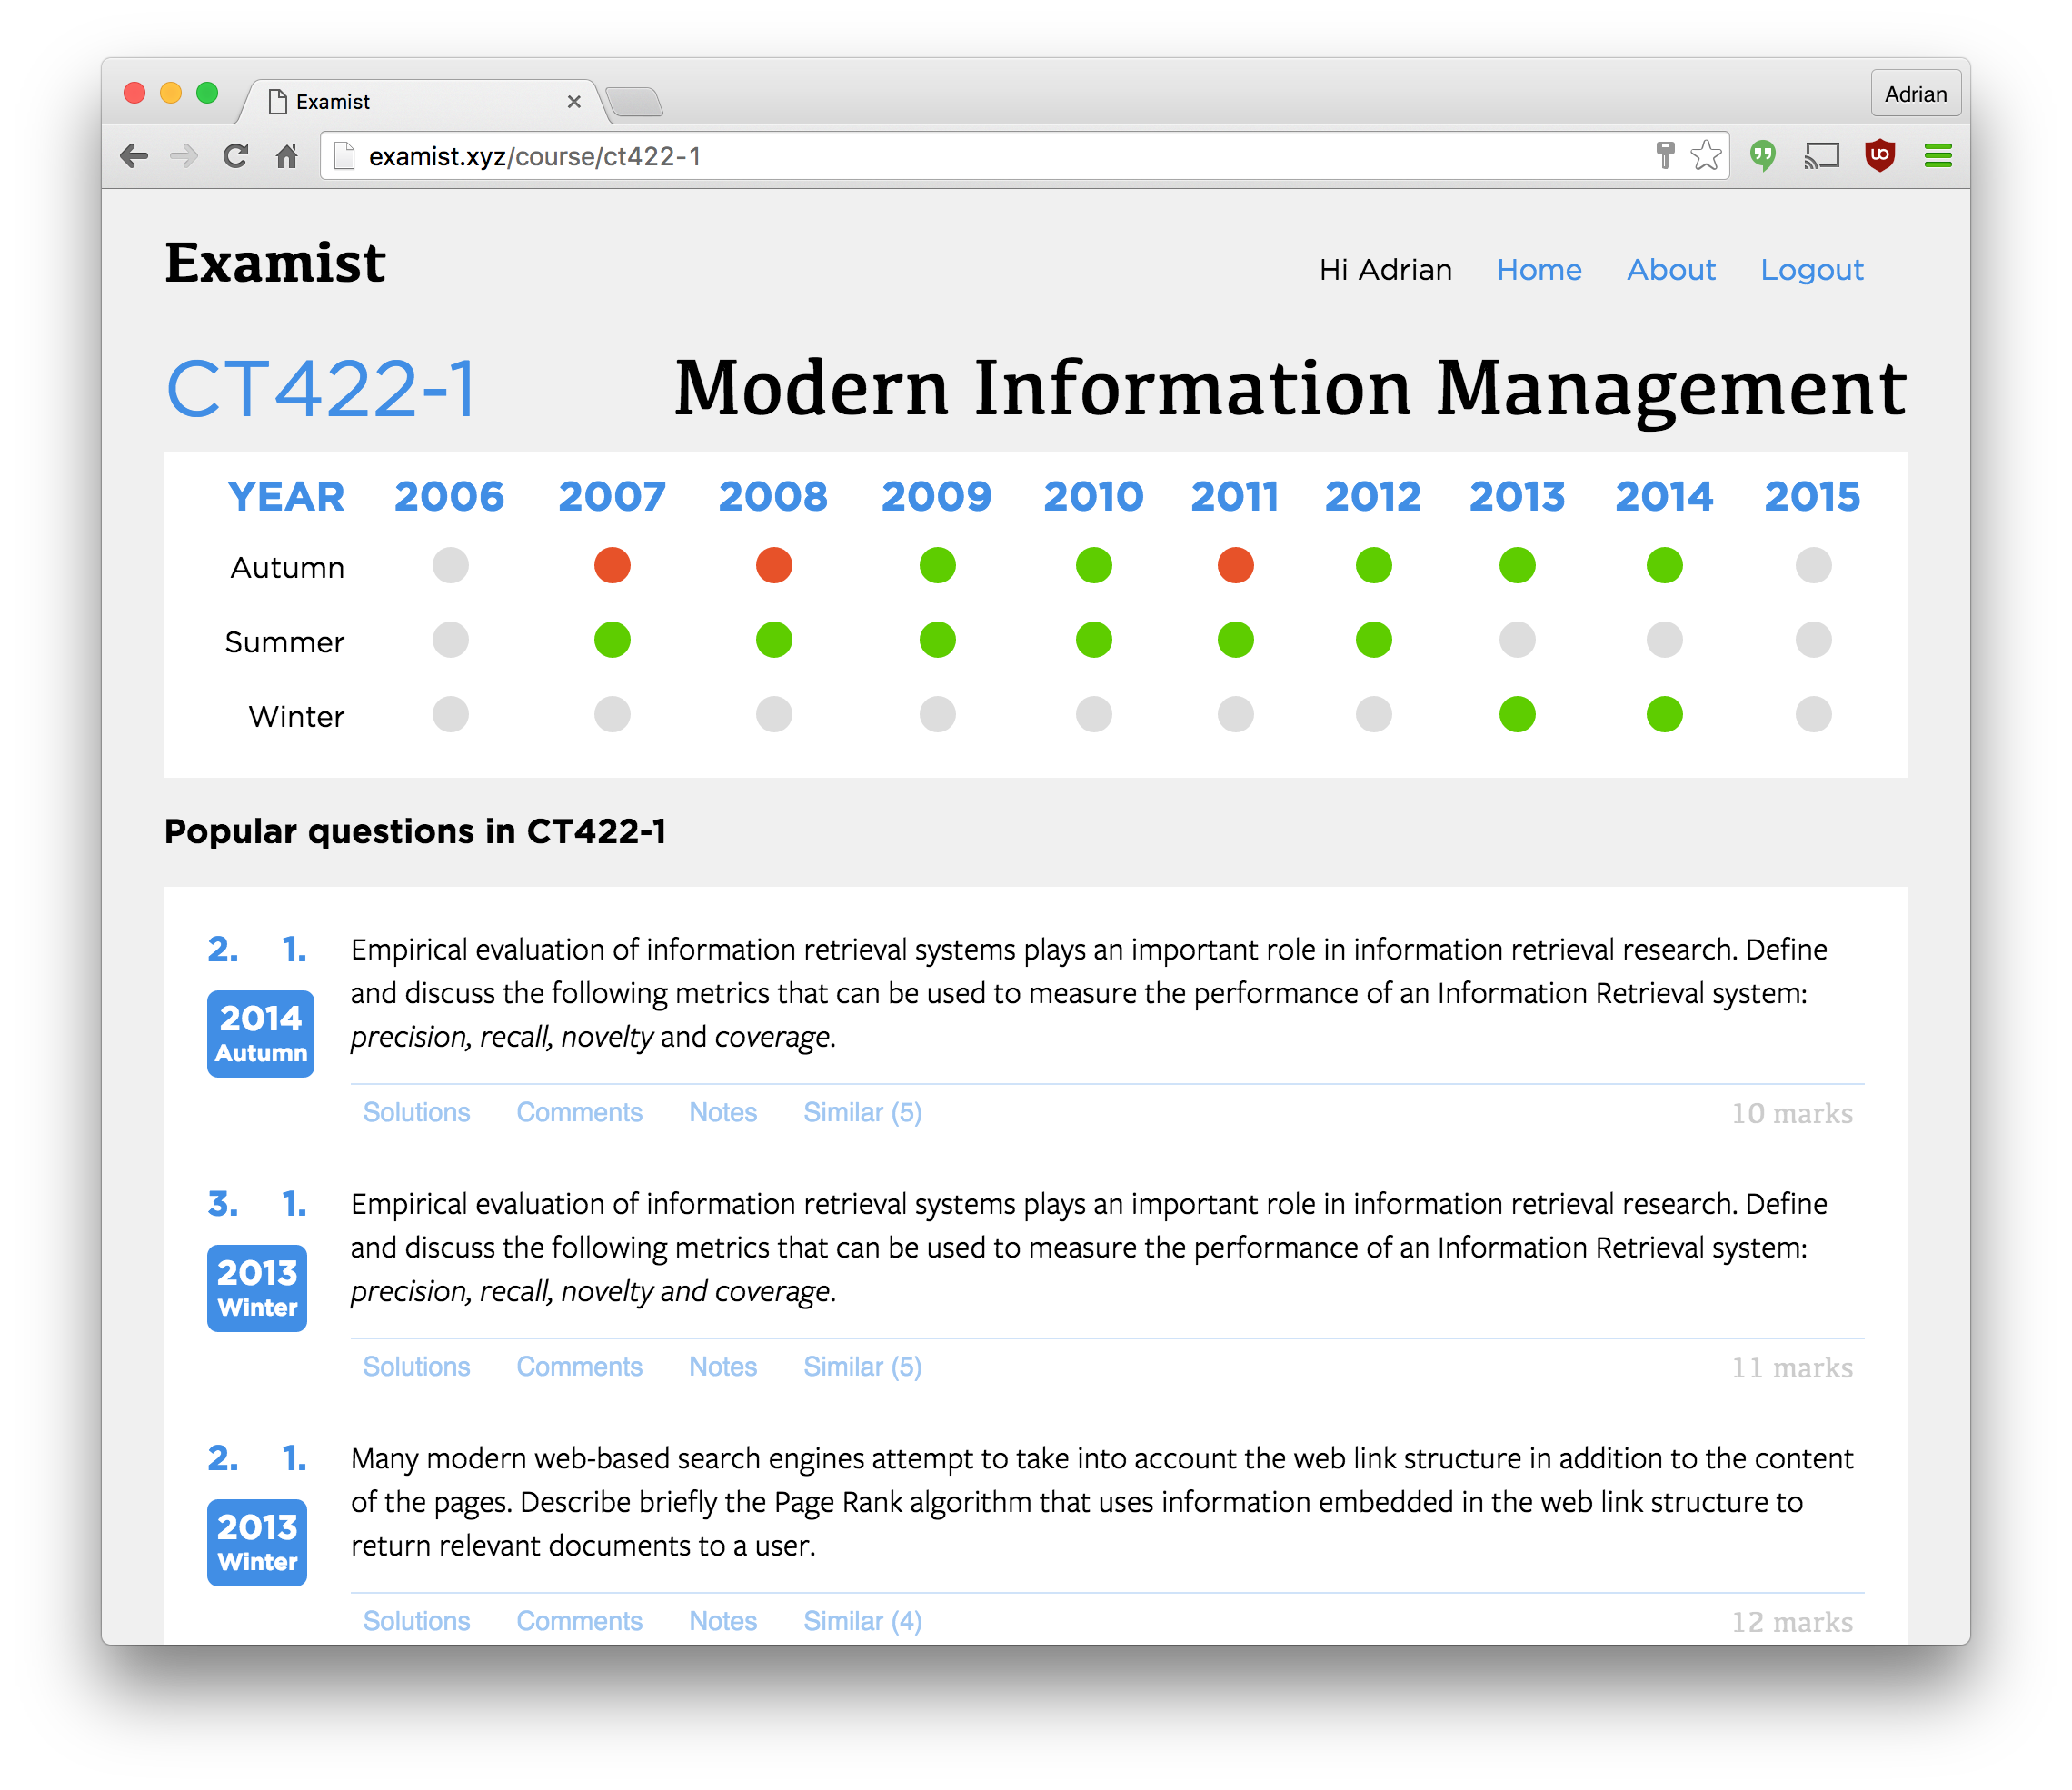 Examist
Adrian
examist.xyz/course/ct422-1
Examist
Hi Adrian Home About Logout
CT422-1 Modern Information Management
YEAR 2006 2007 2008 2009 2010 2011 2012 2013 2014 2015
Autumn
Summer
Winter
Popular questions in CT422-1
2. 1. Empirical evaluation of information retrieval systems plays an important role in information retrieval research. Define
and discuss the following metrics that can be used to measure the performance of an Information Retrieval system:
precision, recall, novelty and coverage.
2014
Autumn
Solutions Comments Notes Similar (5) 10 marks
3. 1. Empirical evaluation of information retrieval systems plays an important role in information retrieval research. Define
and discuss the following metrics that can be used to measure the performance of an Information Retrieval system:
precision, recall, novelty and coverage.
2013
Winter
Solutions Comments Notes Similar (5) 11 marks
2. 1. Many modern web-based search engines attempt to take into account the web link structure in addition to the content
of the pages. Describe briefly the Page Rank algorithm that uses information embedded in the web link structure to
return relevant documents to a user.
2013
Winter
Solutions Comments Notes Similar (4) 12 marks